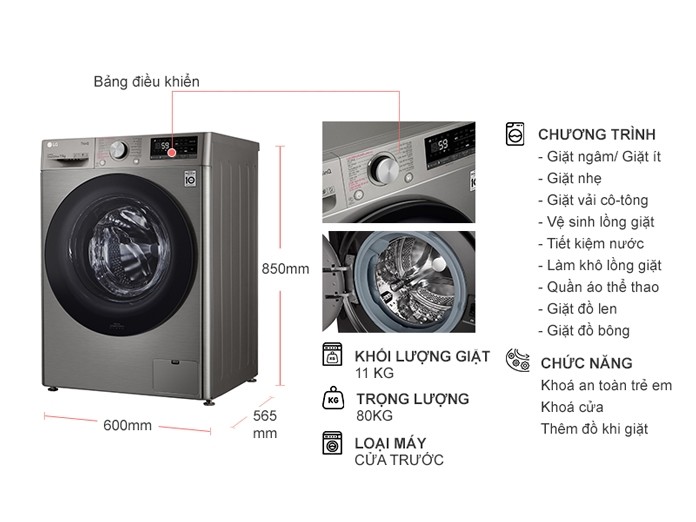 Bảng điều khiển
LG
59
850mm
600mm
565
mm
KHỐI LƯỢNG GIẶT
11 KG
KG
TRỌNG LƯỢNG
80KG
LOẠI MÁY
CỬA TRƯỚC
CHƯƠNG TRÌNH
- Giặt ngâm/ Giặt ít
- Giặt nhẹ
- Giặt vải cô-tông
- Vệ sinh lồng giặt
- Tiết kiệm nước
- Làm khô lồng giặt
- Quần áo thể thao
- Giặt đồ len
- Giặt đồ bông
CHỨC NĂNG
Khoá an toàn trẻ em
Khoá cửa
Thêm đồ khi giặt